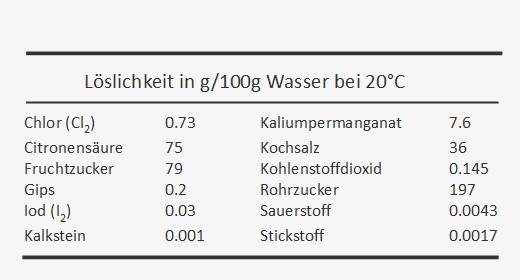 Löslichkeit in g/100g Wasser bei 20°C
Chlor (Cl₂) 0.73 Kaliumpermanganat 7.6
Citronensäure 75 Kochsalz 36
Fruchtzucker 79 Kohlenstoffdioxid 0.145
Gips 0.2 Rohrzucker 197
Iod (I₂) 0.03 Sauerstoff 0.0043
Kalkstein 0.001 Stickstoff 0.0017